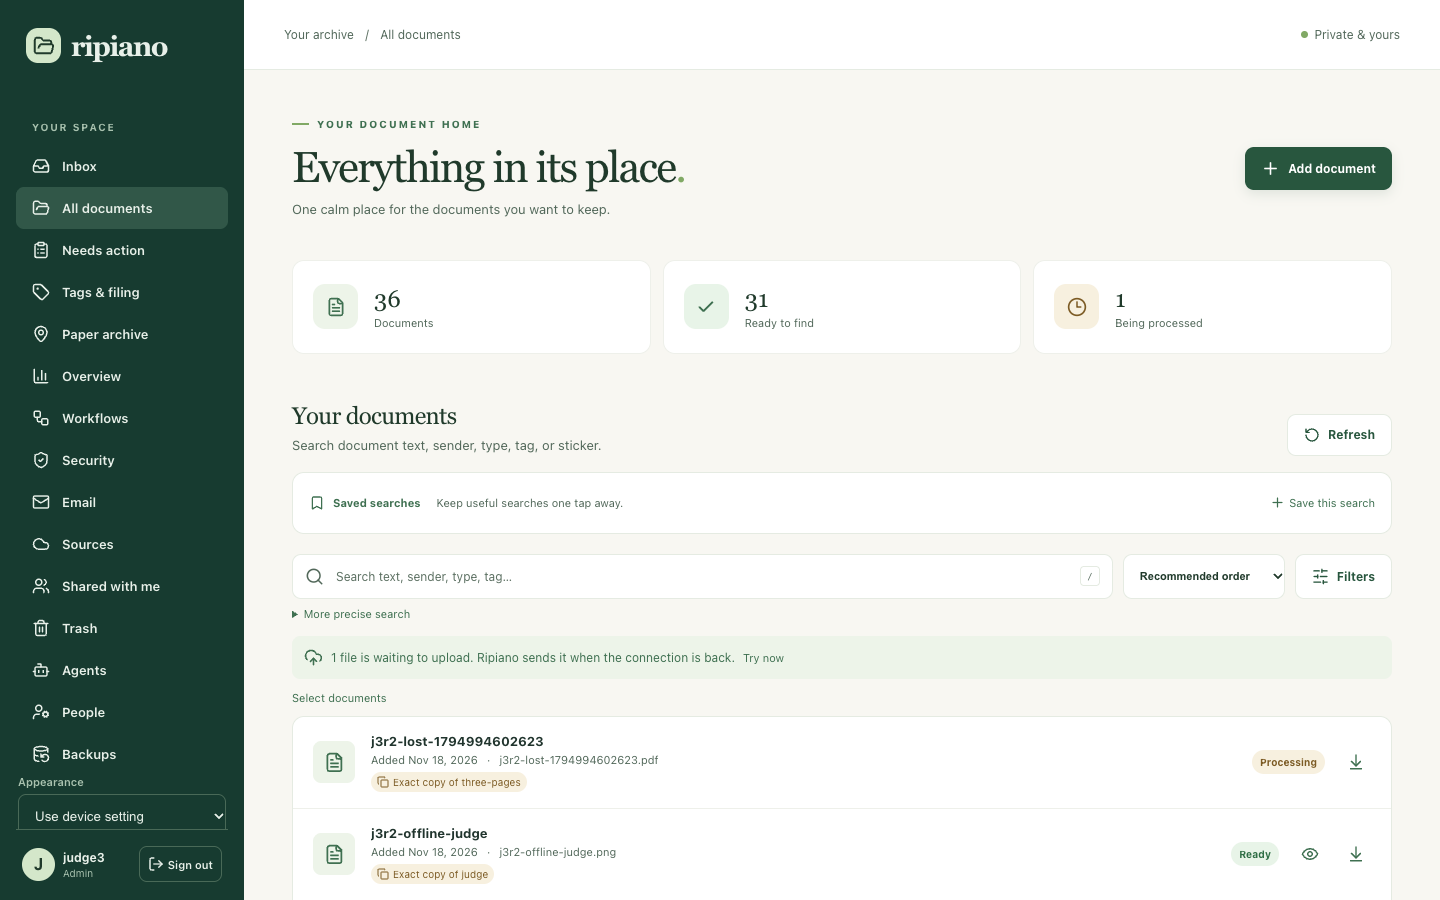 ripiano
YOUR SPACE
Inbox
All documents
Needs action
Tags & filing
Paper archive
Overview
Workflows
Security
Email
Sources
Shared with me
Trash
Agents
People
Backups
Appearance
Use device setting
J
judge3
Admin
Sign out
Your archive / All documents
Private & yours
YOUR DOCUMENT HOME
Everything in its place.
One calm place for the documents you want to keep.
Add document
36
Documents
31
Ready to find
1
Being processed
Your documents
Search document text, sender, type, tag, or sticker.
Refresh
Saved searches Keep useful searches one tap away.
Save this search
Search text, sender, type, tag...
/
Recommended order
Filters
More precise search
1 file is waiting to upload. Ripiano sends it when the connection is back. Try now
Select documents
j3r2-lost-1794994602623
Added Nov 18, 2026 · j3r2-lost-1794994602623.pdf
Exact copy of three-pages
Processing
j3r2-offline-judge
Added Nov 18, 2026 · j3r2-offline-judge.png
Exact copy of judge
Ready